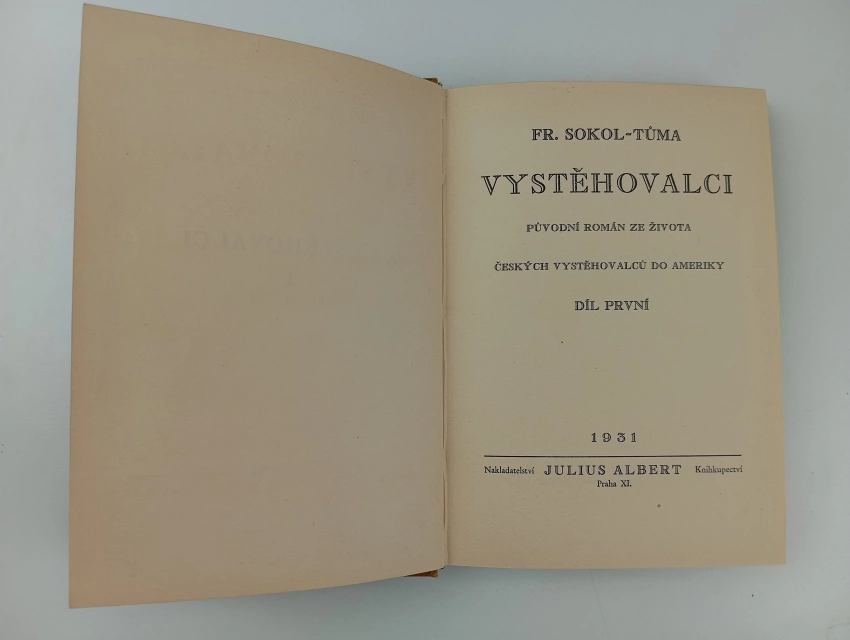 FR. SOKOL-TŮMA
VYSTĚHOVALCI
PŮVODNÍ ROMÁN ZE ŽIVOTA
ČESKÝCH VYSTĚHOVALCŮ DO AMERIKY
DÍL PRVNÍ
1931
Nakladatelství JULIUS ALBERT Knihkupectví
Praha XI.